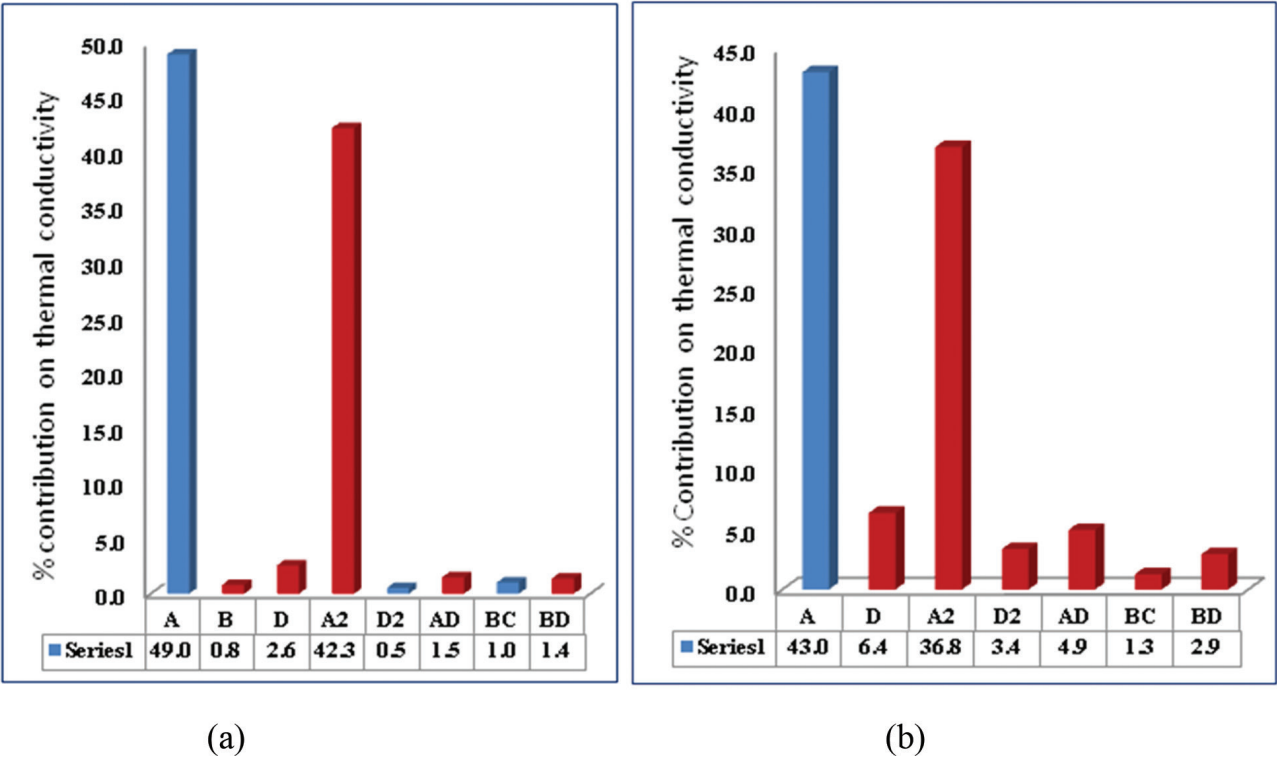 % contribution on thermal conductivity
50.0
45.0
40.0
35.0
30.0
25.0
20.0
15.0
10.0
5.0
0.0
A B D A2 D2 AD BC BD
Series1 49.0 0.8 2.6 42.3 0.5 1.5 1.0 1.4
(a)
% Contribution on thermal conductivity
45.0
40.0
35.0
30.0
25.0
20.0
15.0
10.0
5.0
0.0
A D A2 D2 AD BC BD
Series1 43.0 6.4 36.8 3.4 4.9 1.3 2.9
(b)